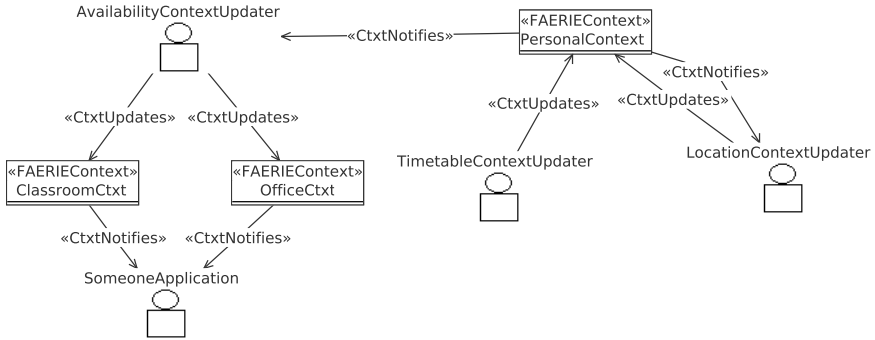 AvailabilityContextUpdater
«FAERIEContext»
PersonalContext
«CtxtNotifies»
«CtxtNotifies»
«CtxtUpdates»
«CtxtUpdates»
«CtxtUpdates»
«CtxtUpdates»
TimetableContextUpdater
LocationContextUpdater
«FAERIEContext»
ClassroomCtxt
«FAERIEContext»
OfficeCtxt
«CtxtNotifies»
«CtxtNotifies»
SomeoneApplication